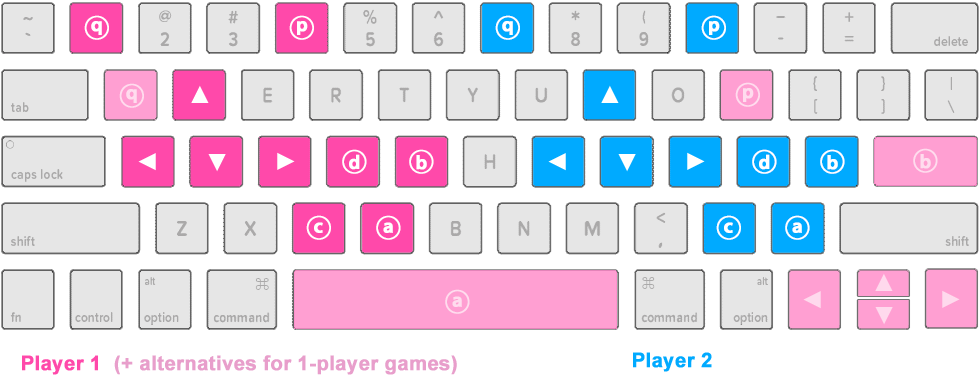 ~ @ # % ^ * ( – +
ⓠ ⓟ ⓠ ⓟ
` 2 3 5 6 8 9 - = delete
{ } |
tab ⓠ ▲ E R T Y U ▲ O ⓟ [ ] \
caps lock ◄ ▼ ► ⓓ ⓑ H ◄ ▼ ► ⓓ ⓑ ⓑ
<
shift Z X ⓒ ⓐ B N M , ⓒ ⓐ shift
alt ⌘ ⌘ alt ▲
ⓐ ◄ ►
fn control option command command option ▼
Player 1 (+ alternatives for 1-player games) Player 2